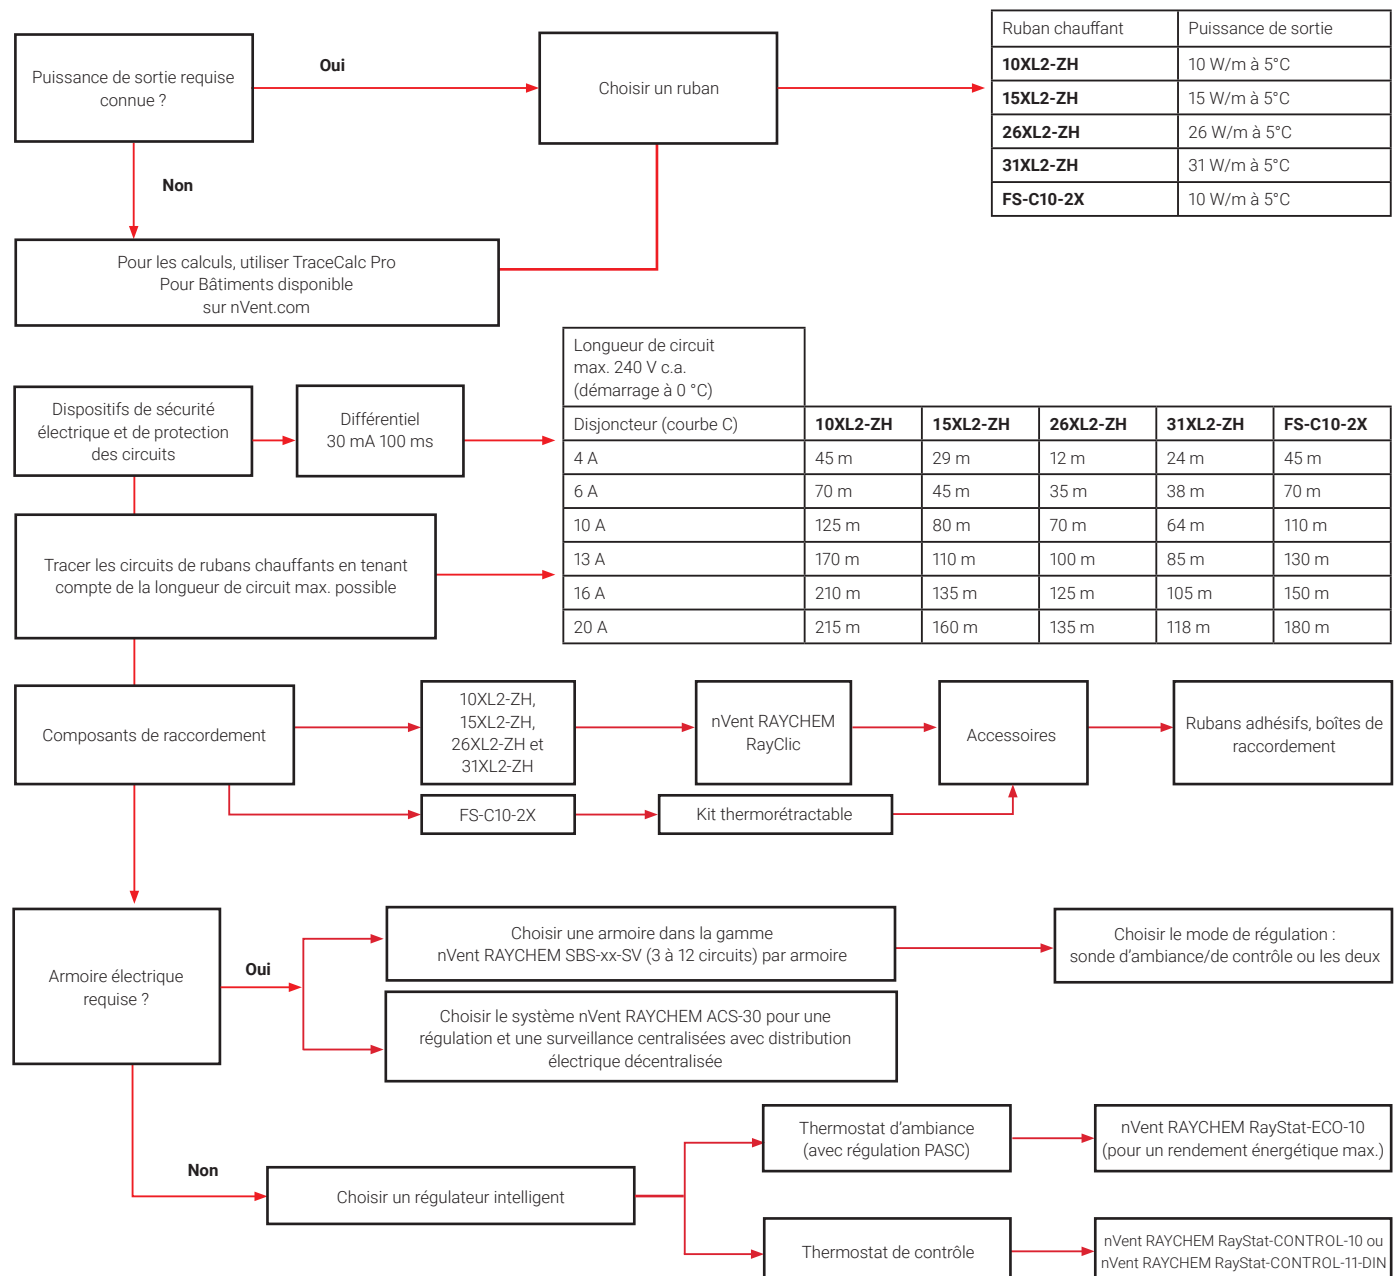 Puissance de sortie requise
connue ?
Oui
Choisir un ruban
Ruban chauffant Puissance de sortie
10XL2-ZH 10 W/m à 5°C
15XL2-ZH 15 W/m à 5°C
26XL2-ZH 26 W/m à 5°C
31XL2-ZH 31 W/m à 5°C
FS-C10-2X 10 W/m à 5°C
Non
Pour les calculs, utiliser TraceCalc Pro
Pour Bâtiments disponible
sur nVent.com
Dispositifs de sécurité
électrique et de protection
des circuits
Différentiel
30 mA 100 ms
Longueur de circuit
max. 240 V c.a.
(démarrage à 0 °C)
Disjoncteur (courbe C) 10XL2-ZH 15XL2-ZH 26XL2-ZH 31XL2-ZH FS-C10-2X
4 A 45 m 29 m 12 m 24 m 45 m
6 A 70 m 45 m 35 m 38 m 70 m
10 A 125 m 80 m 70 m 64 m 110 m
13 A 170 m 110 m 100 m 85 m 130 m
16 A 210 m 135 m 125 m 105 m 150 m
20 A 215 m 160 m 135 m 118 m 180 m
Tracer les circuits de rubans chauffants en tenant
compte de la longueur de circuit max. possible
Composants de raccordement
10XL2-ZH,
15XL2-ZH,
26XL2-ZH et
31XL2-ZH
nVent RAYCHEM
RayClic
Accessoires
Rubans adhésifs, boîtes de
raccordement
FS-C10-2X
Kit thermorétractable
Armoire électrique
requise ?
Oui
Choisir une armoire dans la gamme
nVent RAYCHEM SBS-xx-SV (3 à 12 circuits) par armoire
Choisir le mode de régulation :
sonde d'ambiance/de contrôle ou les deux
Choisir le système nVent RAYCHEM ACS-30 pour une
régulation et une surveillance centralisées avec distribution
électrique décentralisée
Non
Choisir un régulateur intelligent
Thermostat d'ambiance
(avec régulation PASC)
nVent RAYCHEM RayStat-ECO-10
(pour un rendement énergétique max.)
Thermostat de contrôle
nVent RAYCHEM RayStat-CONTROL-10 ou
nVent RAYCHEM RayStat-CONTROL-11-DIN